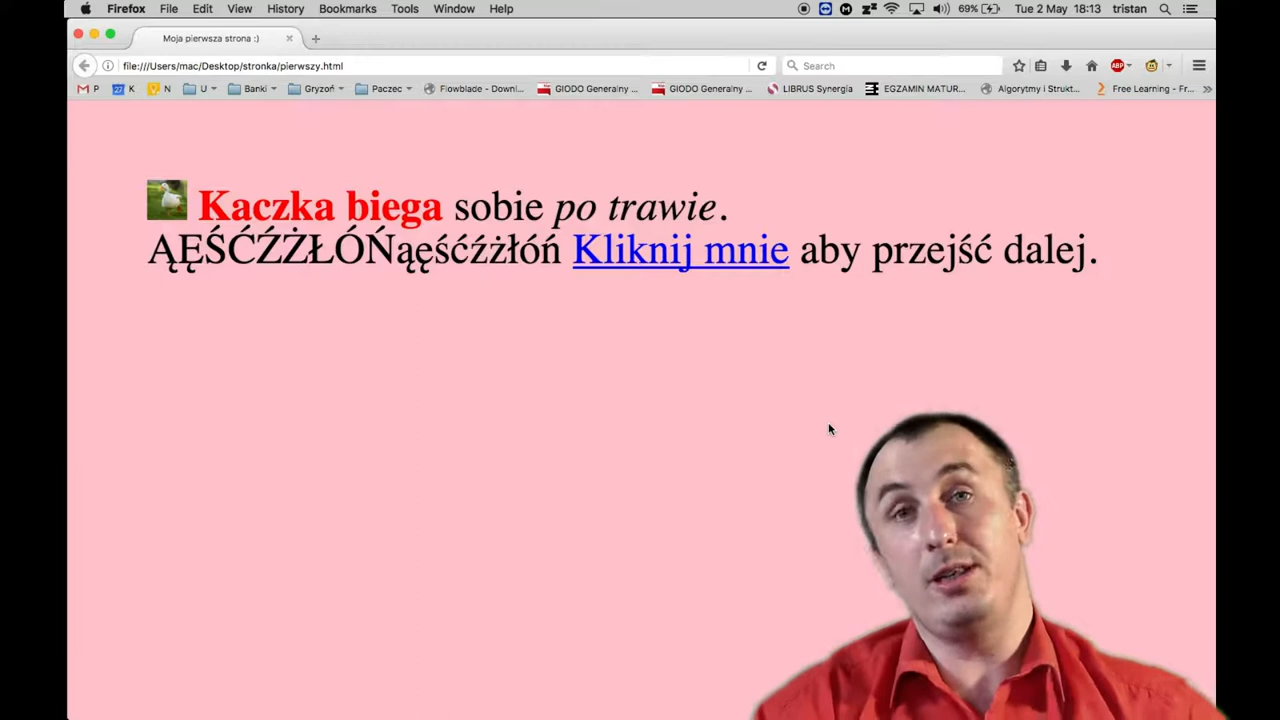 Firefox File Edit View History Bookmarks Tools Window Help 69% Tue 2 May 18:13 tristan
Moja pierwsza strona :)
file:///Users/mac/Desktop/stronka/pierwszy.html Search ABP
P 27 K N U Banki Gryzoń Paczec Flowblade - Downl... GIODO Generalny ... GIODO Generalny ... LIBRUS Synergia EGZAMIN MATUR... Algorytmy i Strukt... Free Learning - Fr...
Kaczka biega sobie po trawie.
ĄĘŚĆŹŻŁÓŃąęśćźżłóń Kliknij mnie aby przejść dalej.